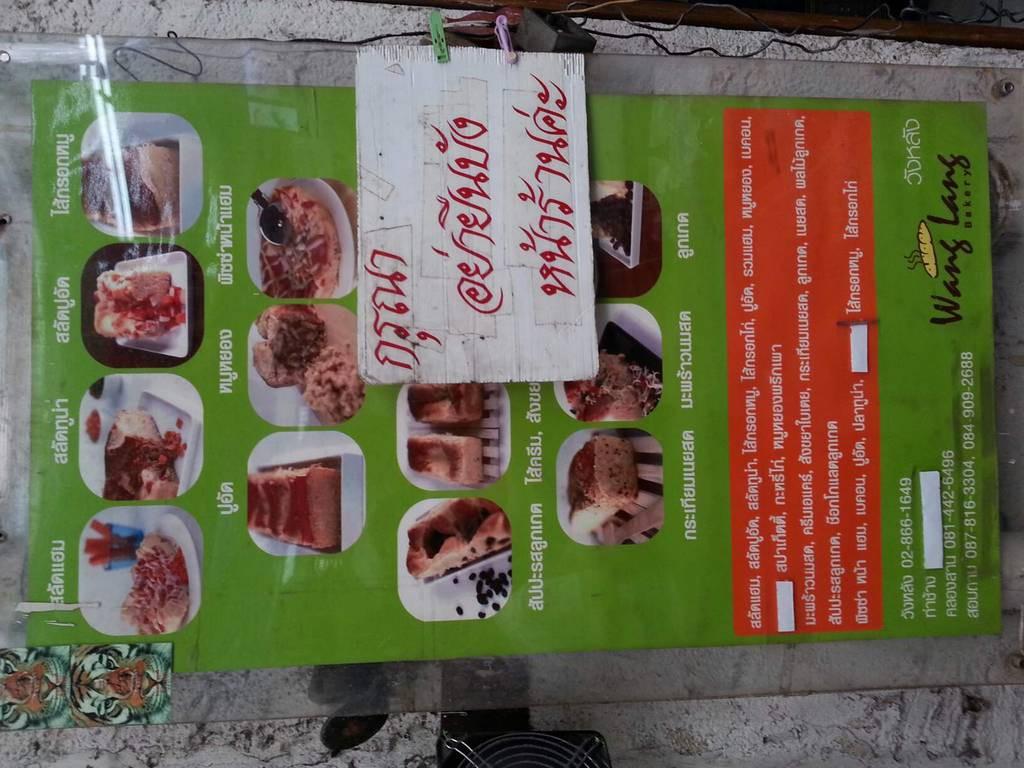 สลัดแฮม
สลัดทูน่า
สลัดปูอัด
ไส้กรอกหมู
ปูอัด
หมูหยอง
พิซซ่าหน้าแฮม
สัปปะรสลูกเกด
ไส้ครีม, สังขย
กระเทียมเนยสด
มะพร้าวนมสด
ลูกเกด
กรุณา
อย่ายืนบัง
หน้าร้านค่ะ
สลัดแฮม, สลัดปูอัด, สลัดทูน่า, ไส้กรอกหมู, ไส้กรอกไก่, ปูอัด, รวมแฮม, หมูหยอง, เบคอน,
สปาเก็ตตี้, กะหรี่ไก่, หมูหยองพริกเผา
มะพร้าวนมสด, ครีมเอแคร์, สังขยาใบเตย, กระเทียมเนยสด, ลูกเกด, เนยสด, ผลไม้ลูกเกด,
สัปปะรสลูกเกด, ช็อกโกแลตลูกเกด
พิซซ่า หน้า แฮม, เบคอน, ปูอัด, ปลาทูน่า, ไส้กรอกหมู, ไส้กรอกไก่
วังหลัง 02-866-1649
ท่าช้าง
คลองสาน 081-442-6496
สอบถาม 087-816-3304, 084 909-2688
วังหลัง
Wang Lang
Bakery